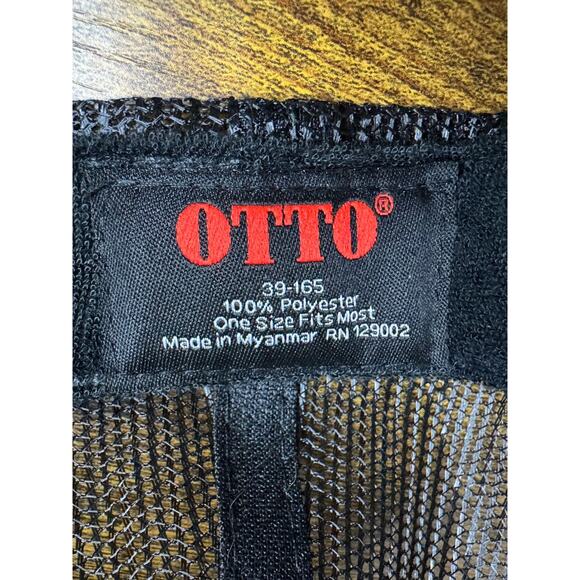 OTTO®
39-165
100% Polyester
One Size Fits Most
Made in Myanmar RN 129002